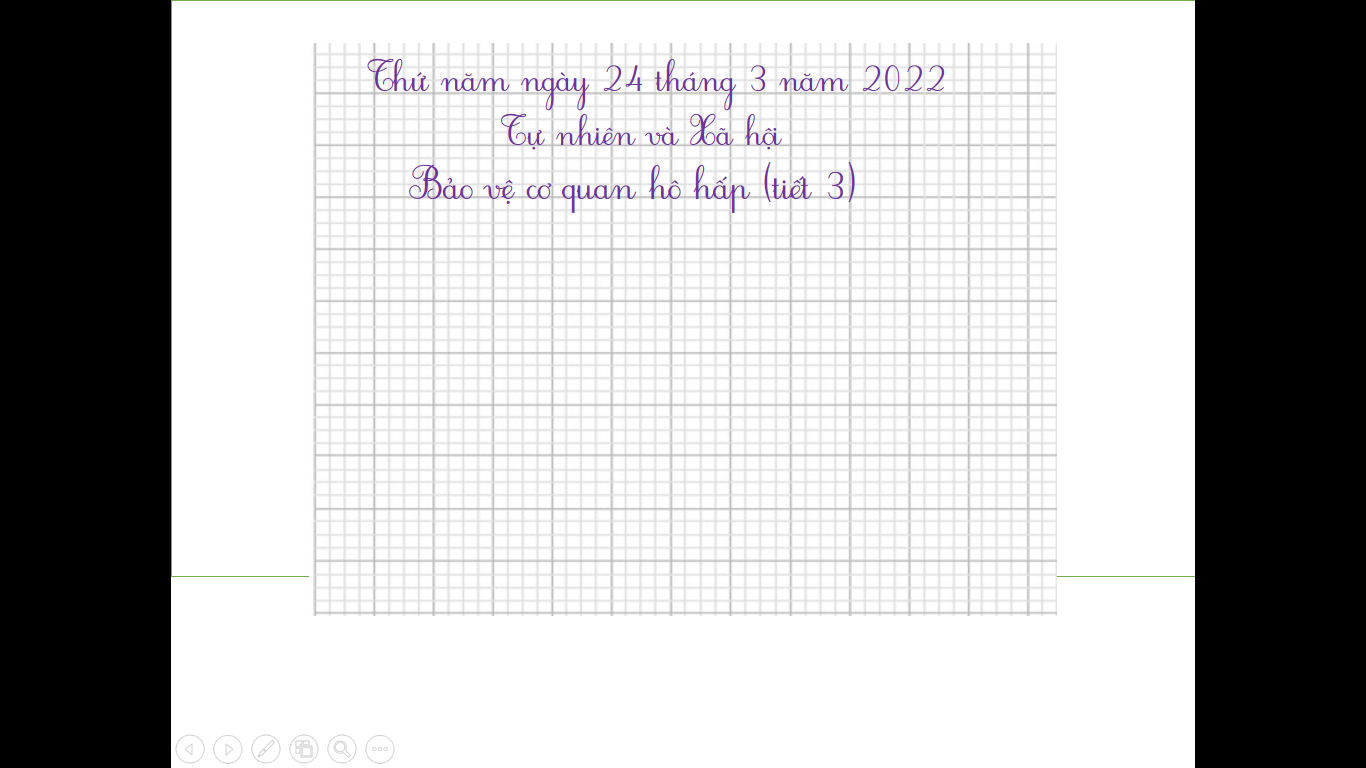 Thứ năm ngày 24 tháng 3 năm 2022
Tự nhiên và Xã hội
Bảo vệ cơ quan hô hấp (tiết 3)